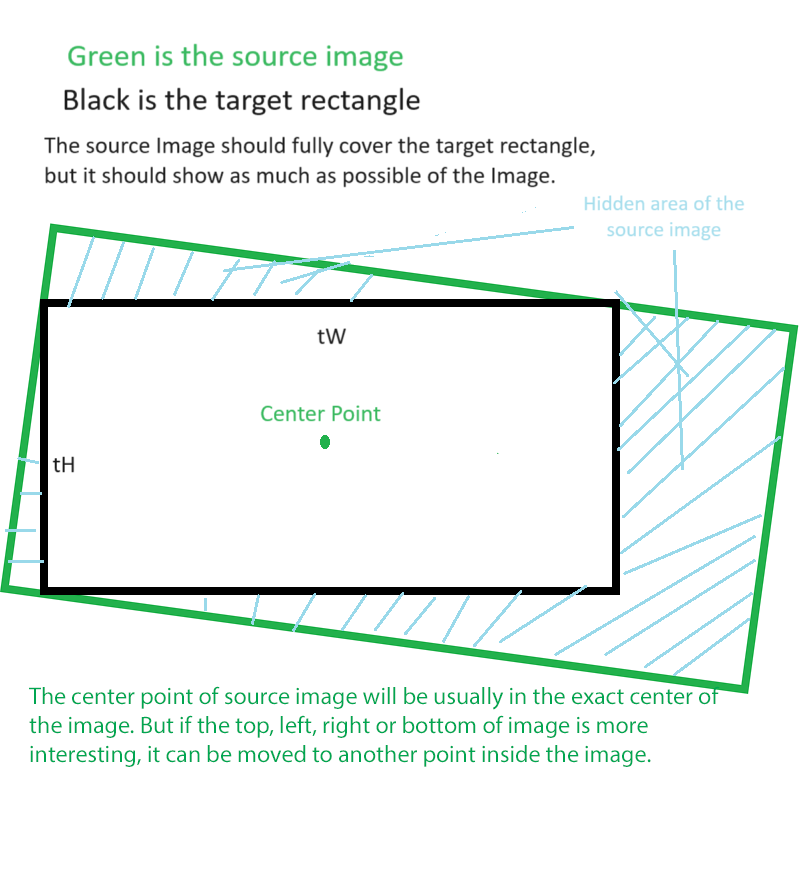 Green is the source image
Black is the target rectangle
The source Image should fully cover the target rectangle,
but it should show as much as possible of the Image.
Hidden area of the
source image
tW
Center Point
tH
The center point of source image will be usually in the exact center of
the image. But if the top, left, right or bottom of image is more
interesting, it can be moved to another point inside the image.